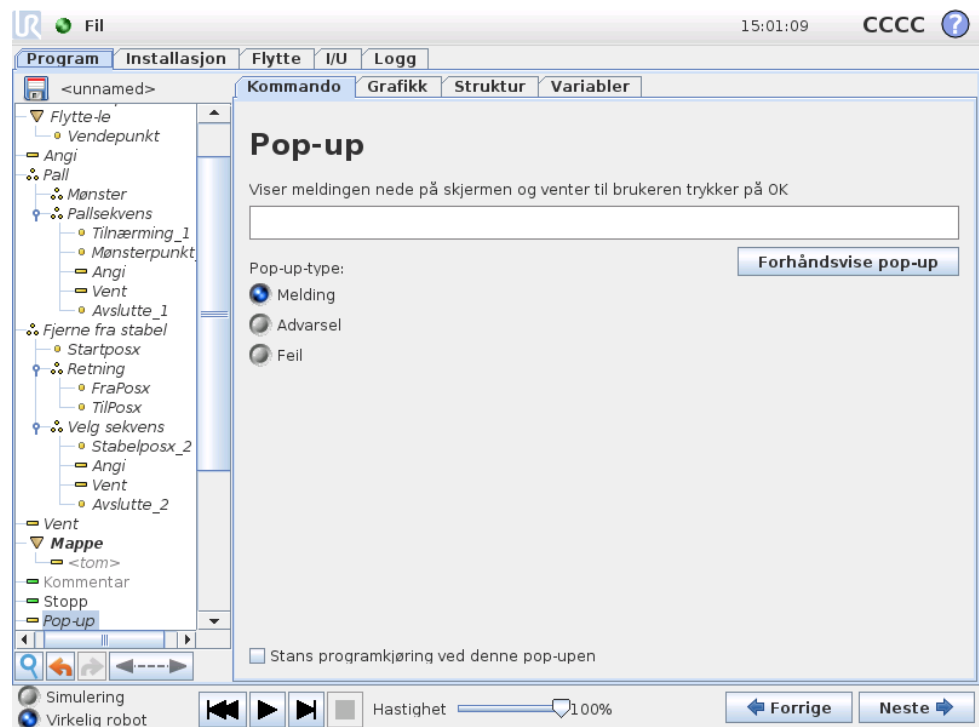 UR Fil 15:01:09 CCCC ?
Program Installasjon Flytte I/U Logg
<unnamed>
Kommando Grafikk Struktur Variabler
Flytte-le
Vendepunkt
Angi
Pall
Mønster
Pallsekvens
Tilnærming_1
Mønsterpunkt
Angi
Vent
Avslutte_1
Fjerne fra stabel
Startposx
Retning
FraPosx
TilPosx
Velg sekvens
Stabelposx_2
Angi
Vent
Avslutte_2
Vent
Mappe
<tom>
Kommentar
Stopp
Pop-up
Pop-up
Viser meldingen nede på skjermen og venter til brukeren trykker på OK
Forhåndsvise pop-up
Pop-up-type:
Melding
Advarsel
Feil
Stans programkjøring ved denne pop-upen
Simulering
Virkelig robot
Hastighet 100%
Forrige Neste